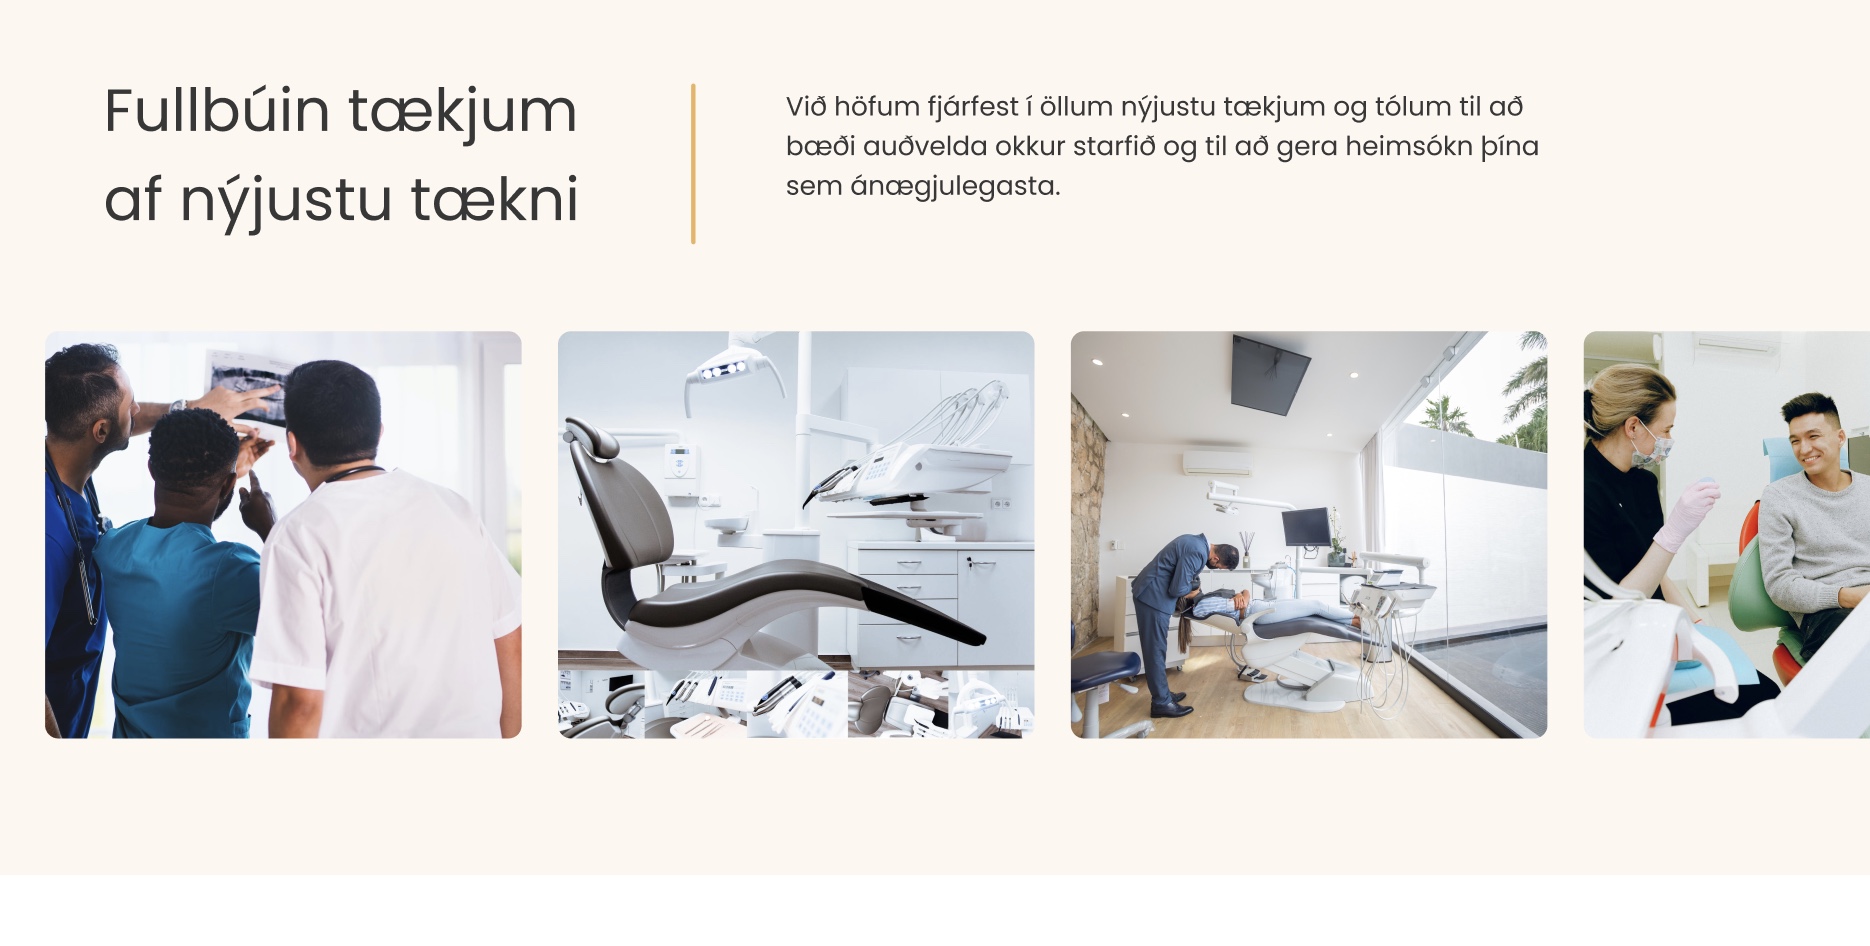 Fullbúin tækjum
af nýjustu tækni
Við höfum fjárfest í öllum nýjustu tækjum og tólum til að
bæði auðvelda okkur starfið og til að gera heimsókn þína
sem ánægjulegasta.